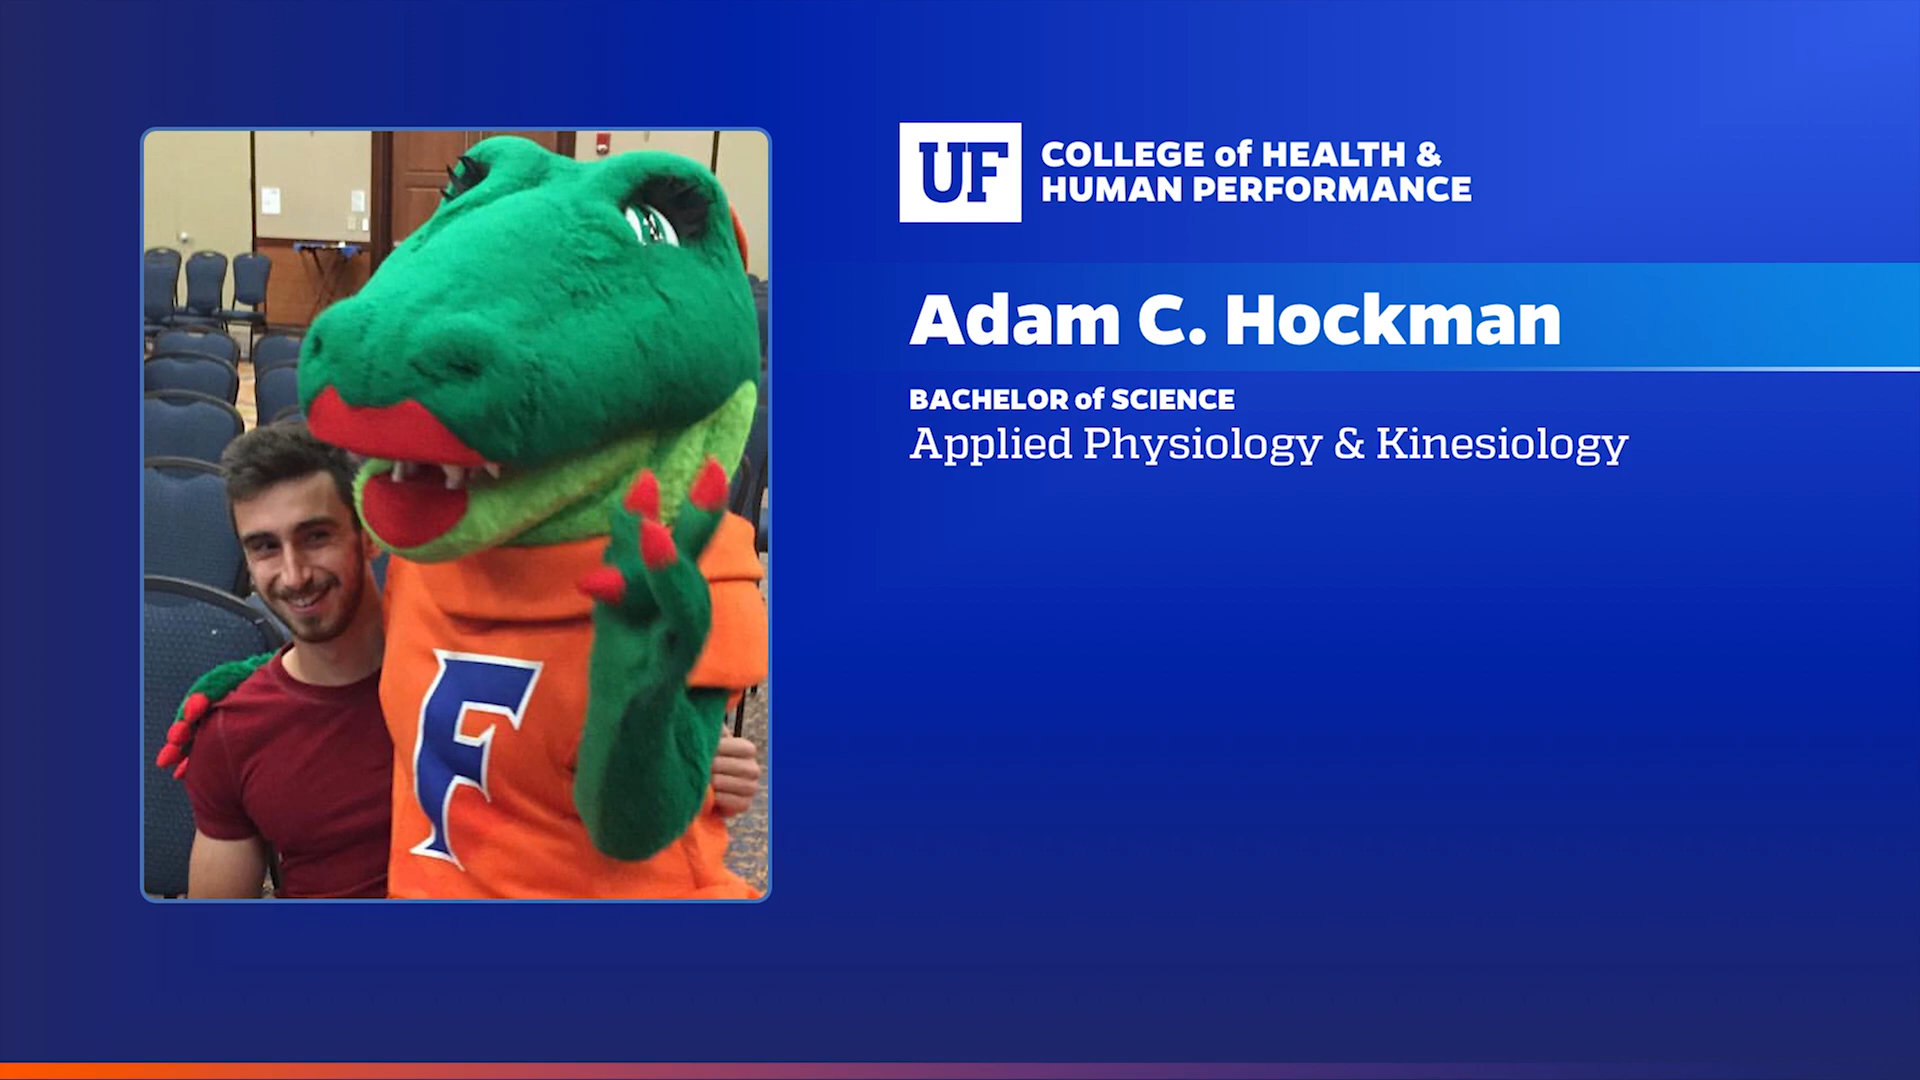 UF
COLLEGE of HEALTH &
HUMAN PERFORMANCE
Adam C. Hockman
BACHELOR of SCIENCE
Applied Physiology & Kinesiology
F